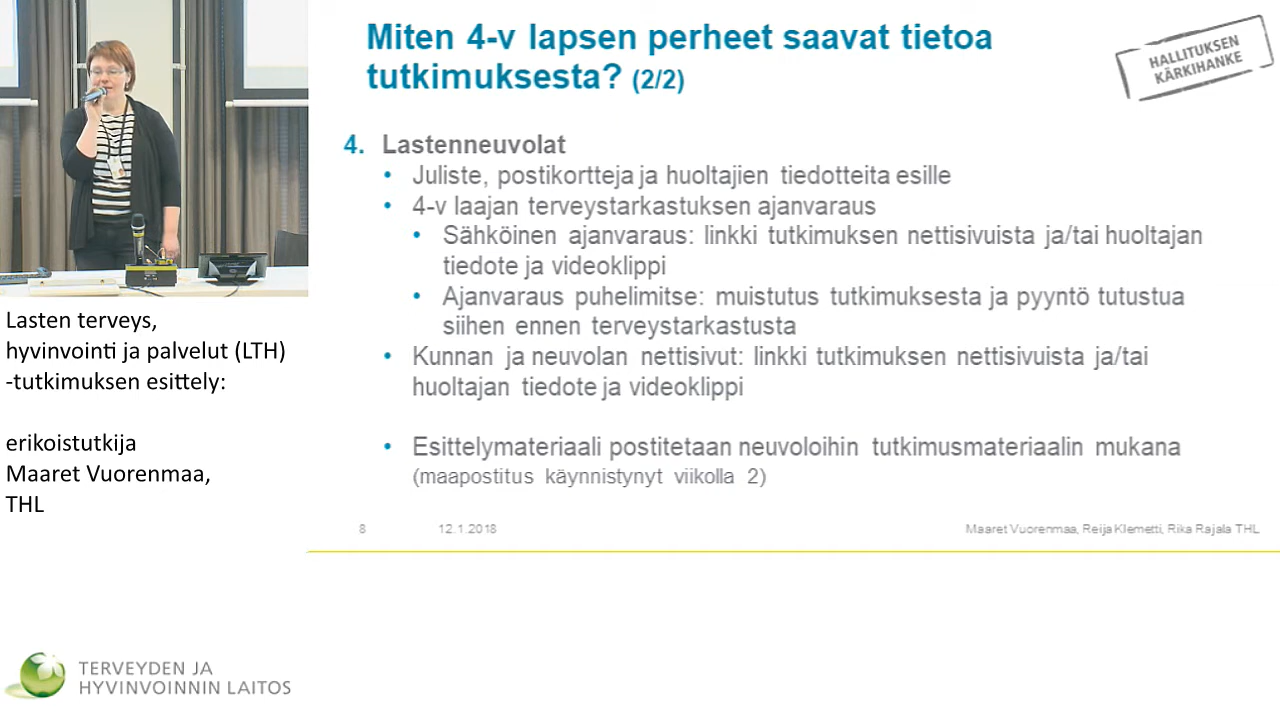 Miten 4-v lapsen perheet saavat tietoa
tutkimuksesta? (2/2)
HALLITUKSEN
KÄRKIHANKE
4. Lastenneuvolat
• Juliste, postikortteja ja huoltajien tiedotteita esille
• 4-v laajan terveystarkastuksen ajanvaraus
• Sähköinen ajanvaraus: linkki tutkimuksen nettisivuista ja/tai huoltajan
tiedote ja videoklippi
• Ajanvaraus puhelimitse: muistutus tutkimuksesta ja pyyntö tutustua
siihen ennen terveystarkastusta
• Kunnan ja neuvolan nettisivut: linkki tutkimuksen nettisivuista ja/tai
huoltajan tiedote ja videoklippi
• Esittelymateriaali postitetaan neuvoloihin tutkimusmateriaalin mukana
(maapostitus käynnistynyt viikolla 2)
8 12.1.2018 Maaret Vuorenmaa, Reija Klemetti, Rika Rajala THL
Lasten terveys,
hyvinvointi ja palvelut (LTH)
-tutkimuksen esittely:
erikoistutkija
Maaret Vuorenmaa,
THL
TERVEYDEN JA
HYVINVOINNIN LAITOS